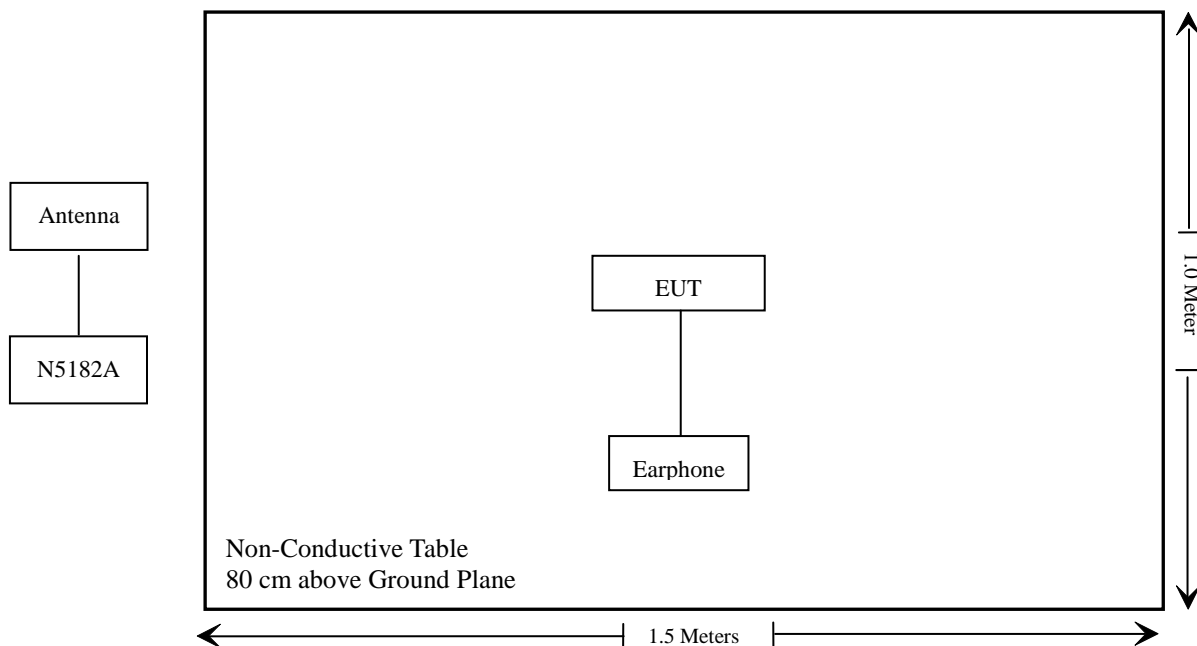 Antenna
N5182A
EUT
Earphone
Non-Conductive Table
80 cm above Ground Plane
1.0 Meter
1.5 Meters